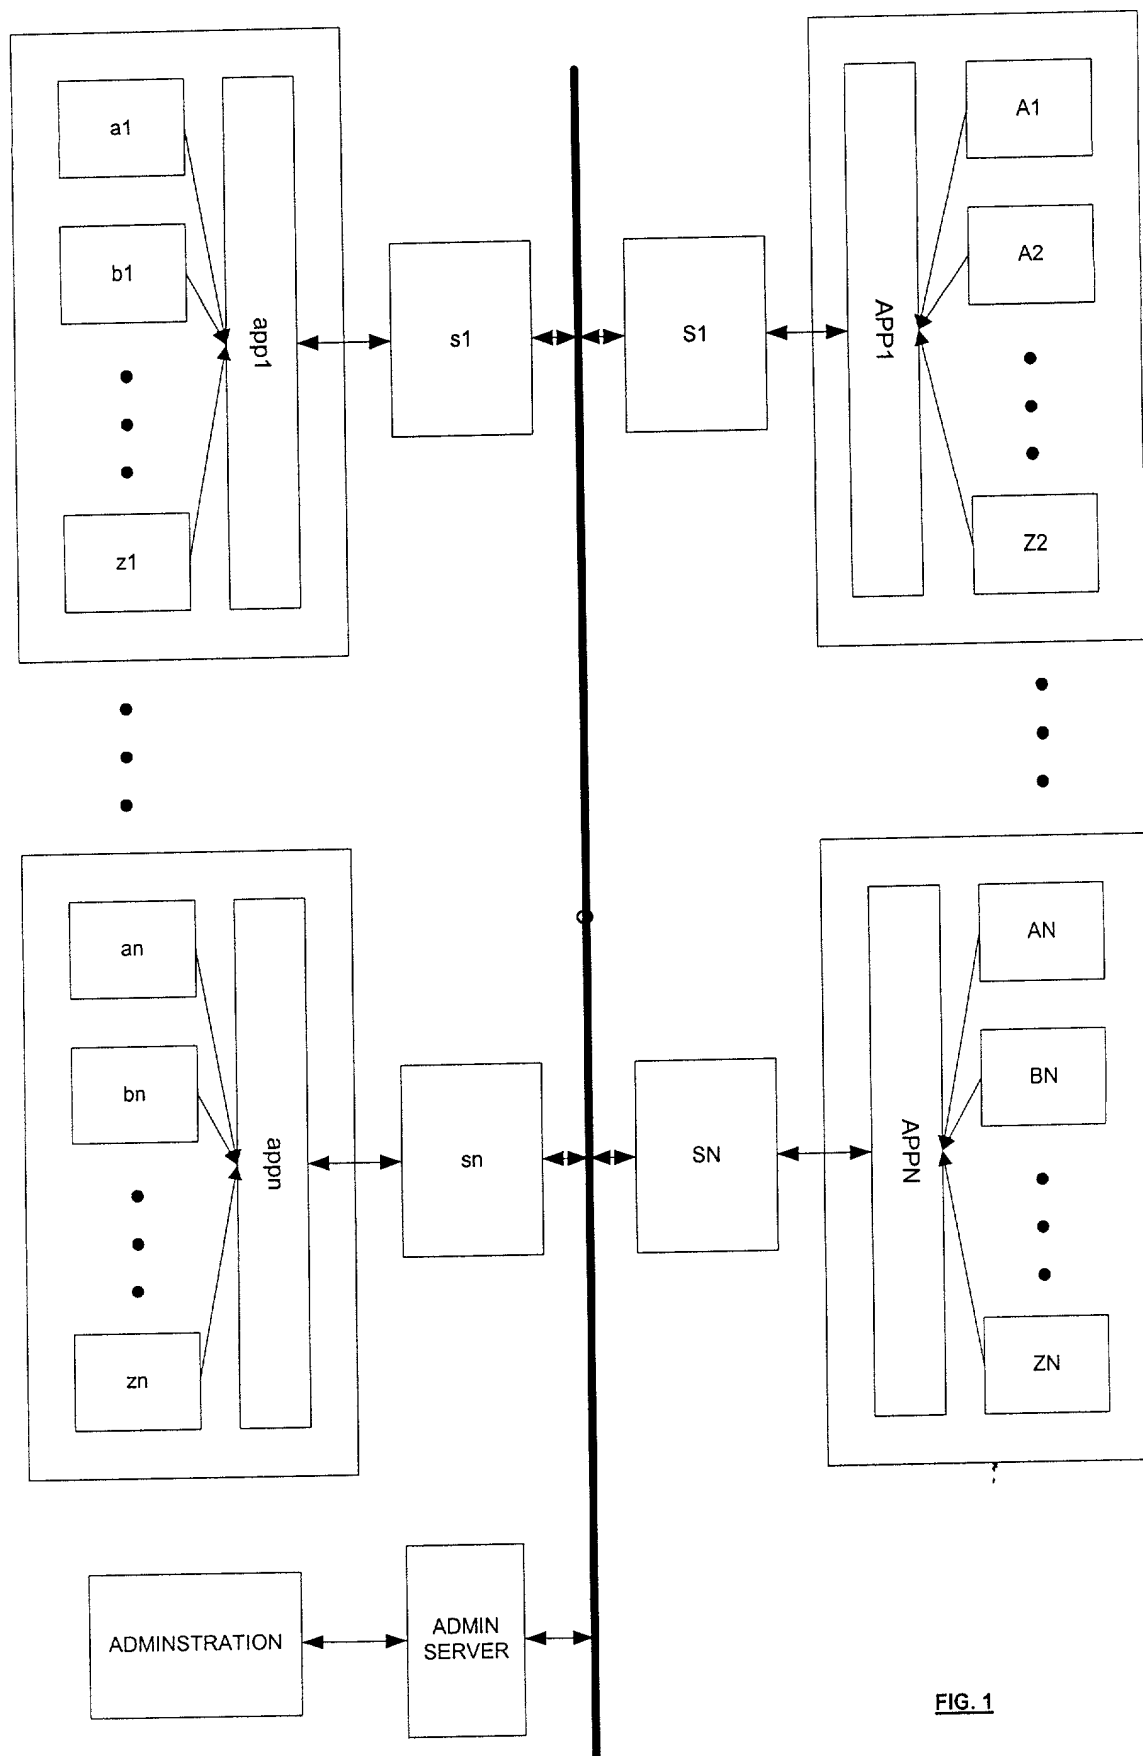 a1
b1
z1
app1
s1
S1
APP1
A1
A2
Z2
an
bn
zn
appn
sn
SN
APPN
AN
BN
ZN
ADMINSTRATION
ADMIN
SERVER
FIG. 1